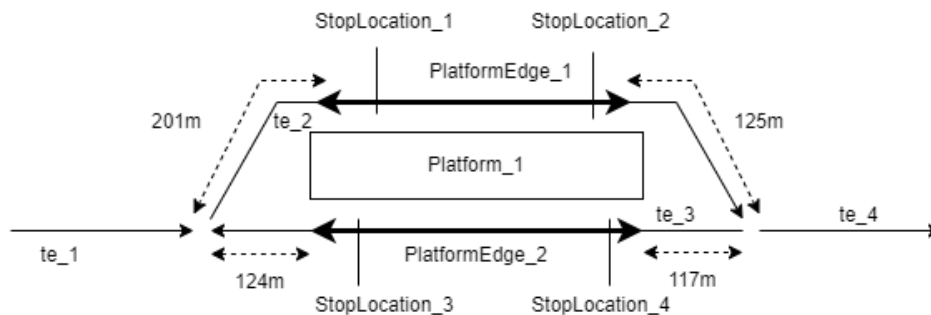 StopLocation_1
StopLocation_2
PlatformEdge_1
201m
te_2
125m
Platform_1
te_3
te_4
te_1
PlatformEdge_2
124m
117m
StopLocation_3
StopLocation_4